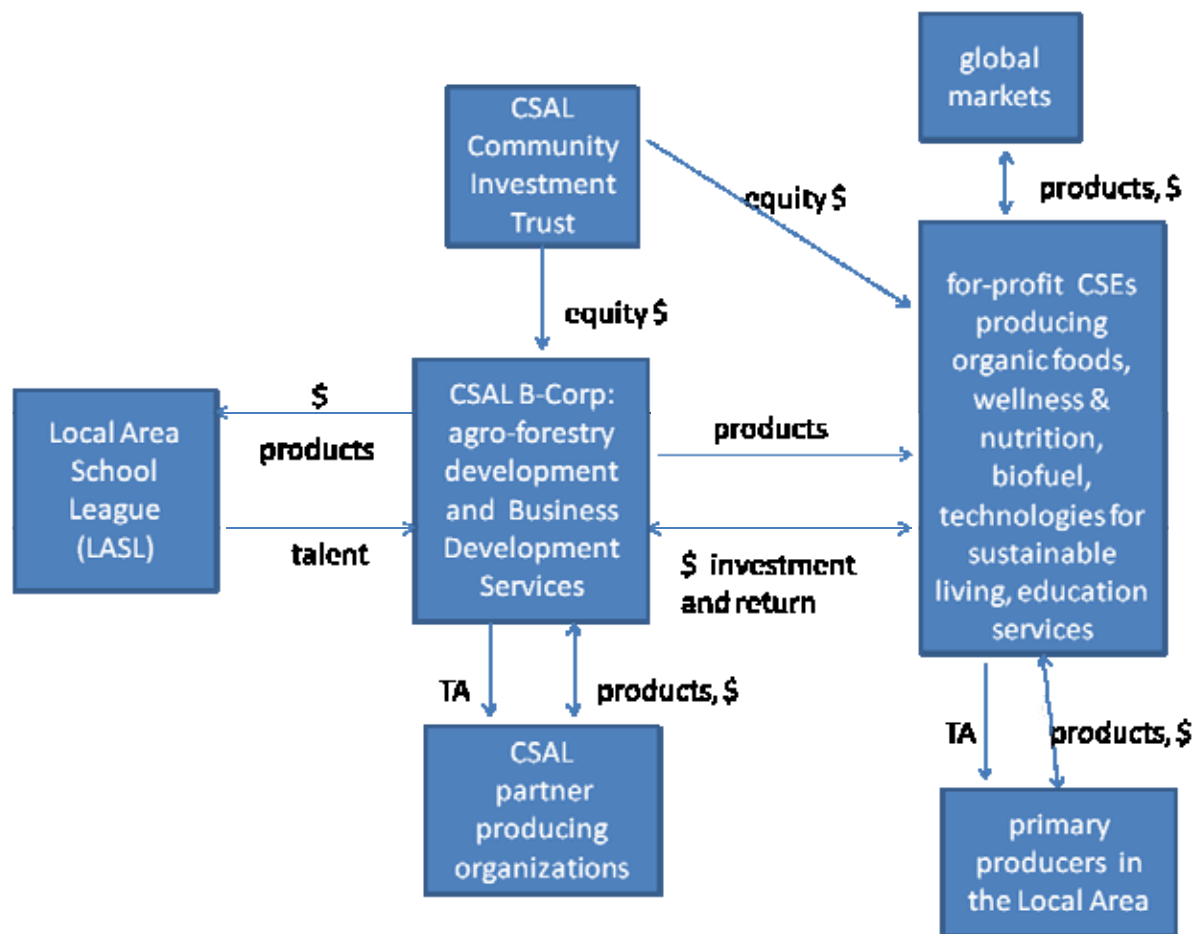 global
markets
CSAL
Community
Investment
Trust
products, $
equity $
equity $
for-profit CSEs
producing
organic foods,
wellness &
nutrition,
biofuel,
technologies for
sustainable
living, education
services
Local Area
School
League
(LASL)
$
products
talent
CSAL B-Corp:
agro-forestry
development
and Business
Development
Services
products
$ investment
and return
TA
products, $
TA
products, $
CSAL
partner
producing
organizations
primary
producers in
the Local Area